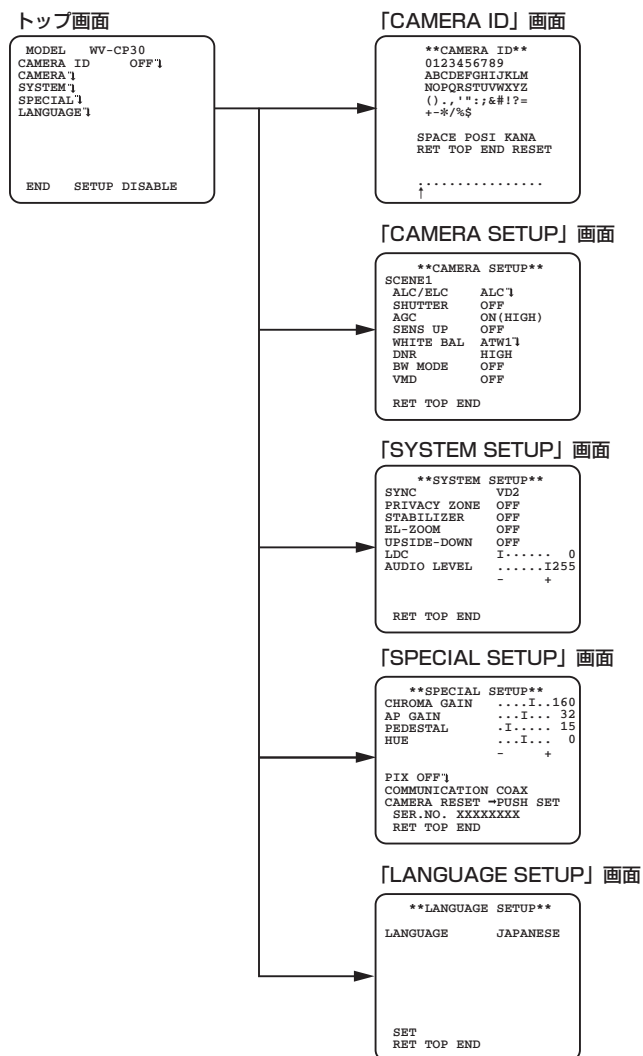 トップ画面
MODEL WV-CP30
CAMERA ID OFF↴
CAMERA↴
SYSTEM↴
SPECIAL↴
LANGUAGE↴
END SETUP DISABLE
「CAMERA ID」画面
**CAMERA ID**
0123456789
ABCDEFGHIJKLM
NOPQRSTUVWXYZ
().,'":;&#!?=
+-*/%$
SPACE POSI KANA
RET TOP END RESET
................
↑
「CAMERA SETUP」画面
**CAMERA SETUP**
SCENE1
ALC/ELC ALC↴
SHUTTER OFF
AGC ON(HIGH)
SENS UP OFF
WHITE BAL ATW1↴
DNR HIGH
BW MODE OFF
VMD OFF
RET TOP END
「SYSTEM SETUP」画面
**SYSTEM SETUP**
SYNC VD2
PRIVACY ZONE OFF
STABILIZER OFF
EL-ZOOM OFF
UPSIDE-DOWN OFF
LDC I...... 0
AUDIO LEVEL ......I255
- +
RET TOP END
「SPECIAL SETUP」画面
**SPECIAL SETUP**
CHROMA GAIN ....I..160
AP GAIN ...I... 32
PEDESTAL .I..... 15
HUE ...I... 0
- +
PIX OFF↴
COMMUNICATION COAX
CAMERA RESET →PUSH SET
SER.NO. XXXXXXXX
RET TOP END
「LANGUAGE SETUP」画面
**LANGUAGE SETUP**
LANGUAGE JAPANESE
SET
RET TOP END